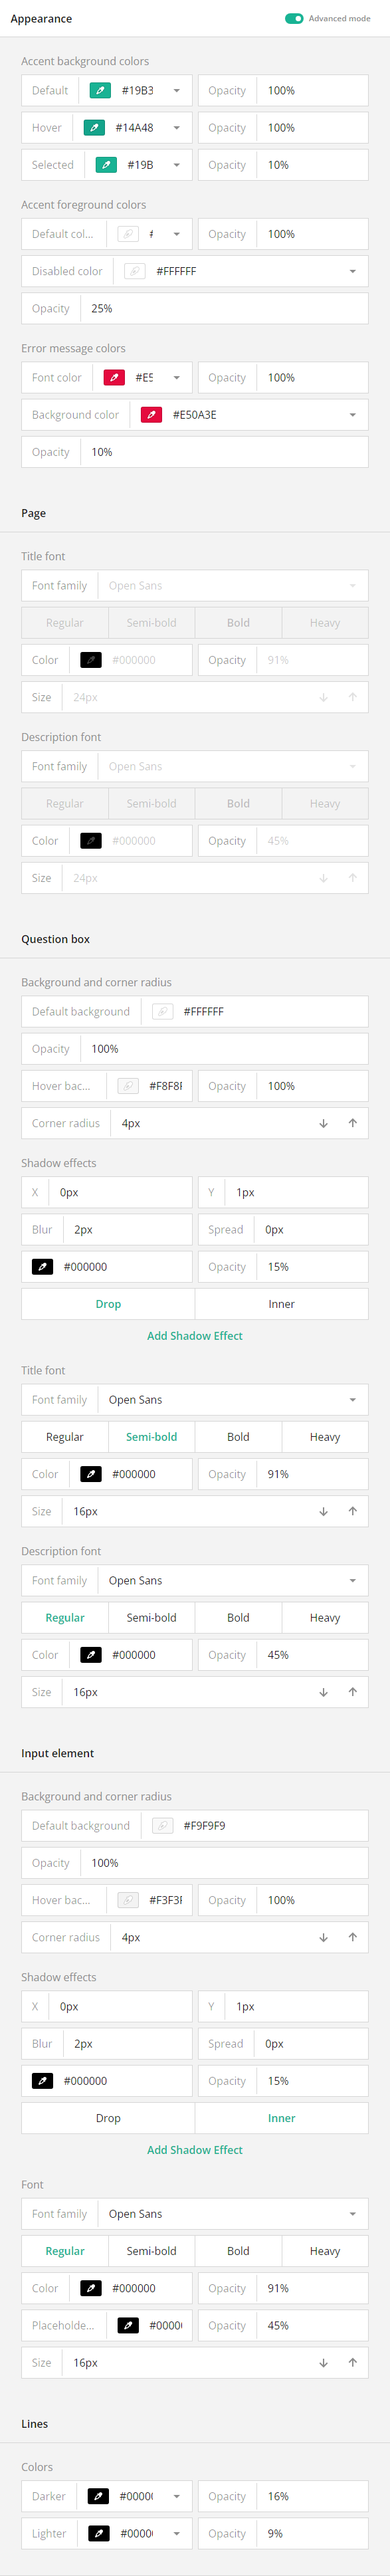 Appearance Advanced mode
Accent background colors
Default #19B3 Opacity 100%
Hover #14A48 Opacity 100%
Selected #19B Opacity 10%
Accent foreground colors
Default col... # Opacity 100%
Disabled color #FFFFFF
Opacity 25%
Error message colors
Font color #E5 Opacity 100%
Background color #E50A3E
Opacity 10%
Page
Title font
Font family Open Sans
Regular Semi-bold Bold Heavy
Color #000000 Opacity 91%
Size 24px
Description font
Font family Open Sans
Regular Semi-bold Bold Heavy
Color #000000 Opacity 45%
Size 24px
Question box
Background and corner radius
Default background #FFFFFF
Opacity 100%
Hover bac... #F8F8F Opacity 100%
Corner radius 4px
Shadow effects
X 0px Y 1px
Blur 2px Spread 0px
#000000 Opacity 15%
Drop Inner
Add Shadow Effect
Title font
Font family Open Sans
Regular Semi-bold Bold Heavy
Color #000000 Opacity 91%
Size 16px
Description font
Font family Open Sans
Regular Semi-bold Bold Heavy
Color #000000 Opacity 45%
Size 16px
Input element
Background and corner radius
Default background #F9F9F9
Opacity 100%
Hover bac... #F3F3F Opacity 100%
Corner radius 4px
Shadow effects
X 0px Y 1px
Blur 2px Spread 0px
#000000 Opacity 15%
Drop Inner
Add Shadow Effect
Font
Font family Open Sans
Regular Semi-bold Bold Heavy
Color #000000 Opacity 91%
Placeholde... #0000 Opacity 45%
Size 16px
Lines
Colors
Darker #0000 Opacity 16%
Lighter #0000 Opacity 9%